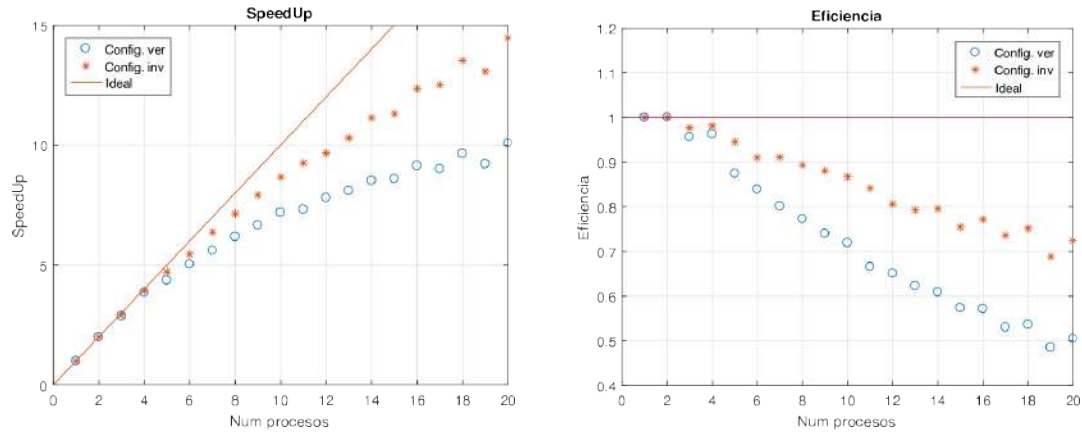 SpeedUp
Config. ver
Config. inv
Ideal
15
10
5
0
SpeedUp
0 2 4 6 8 10 12 14 16 18 20
Num procesos
Eficiencia
Config. ver
Config. inv
Ideal
1.2
1.1
1
0.9
0.8
0.7
0.6
0.5
0.4
Eficiencia
0 2 4 6 8 10 12 14 16 18 20
Num procesos